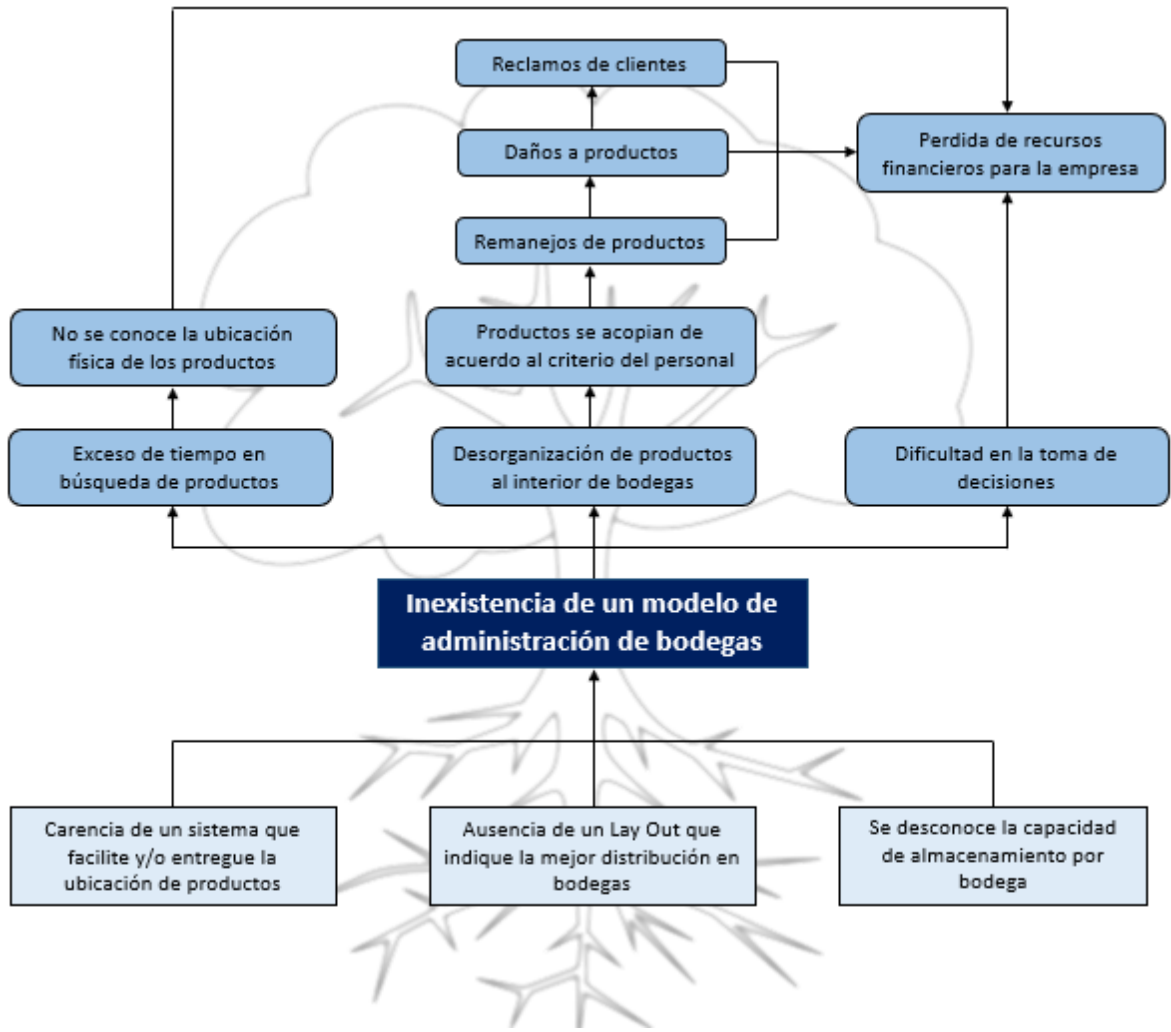 Reclamos de clientes
Daños a productos
Perdida de recursos
financieros para la empresa
Remanejos de productos
No se conoce la ubicación
física de los productos
Productos se acopian de
acuerdo al criterio del personal
Exceso de tiempo en
búsqueda de productos
Desorganización de productos
al interior de bodegas
Dificultad en la toma de
decisiones
Inexistencia de un modelo de
administración de bodegas
Carencia de un sistema que
facilite y/o entregue la
ubicación de productos
Ausencia de un Lay Out que
indique la mejor distribución en
bodegas
Se desconoce la capacidad
de almacenamiento por
bodega